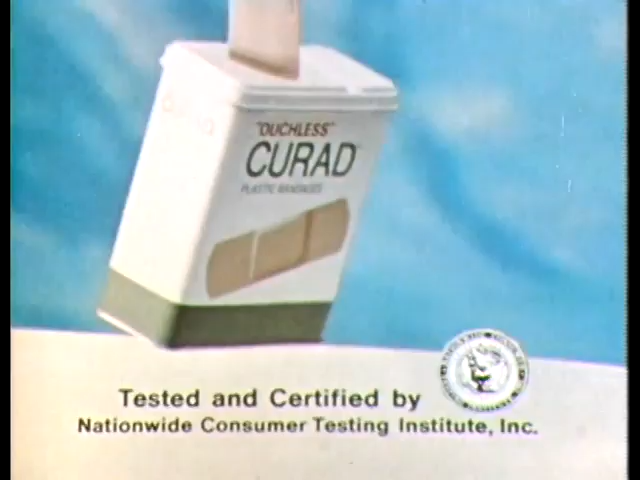 "OUCHLESS"
CURAD
PLASTIC BANDAGES
Tested and Certified by
Nationwide Consumer Testing Institute, Inc.